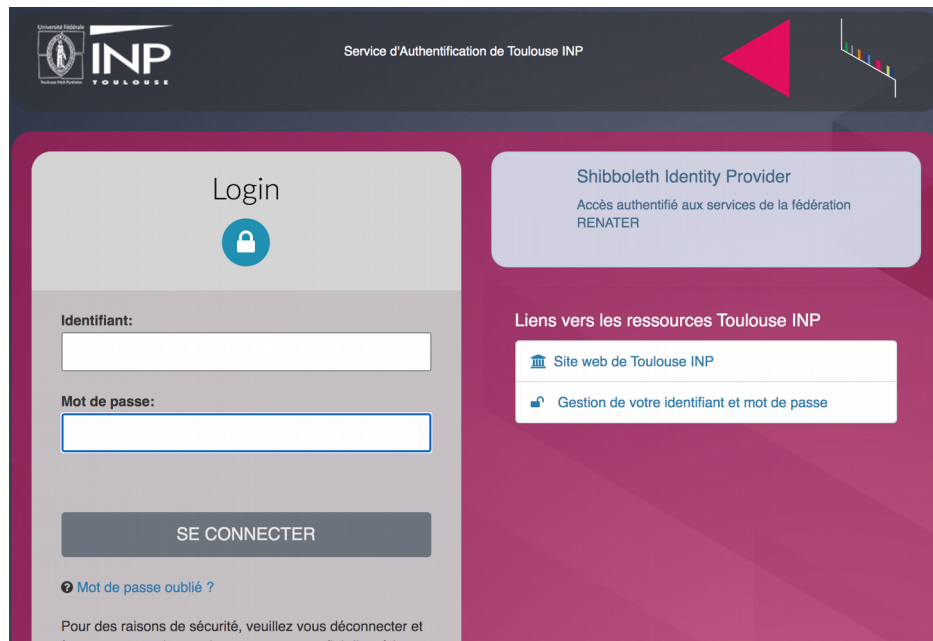 Université Fédérale
INP
TOULOUSE
Toulouse Midi-Pyrénées
Service d'Authentification de Toulouse INP
Login
Identifiant:
Mot de passe:
SE CONNECTER
Mot de passe oublié ?
Pour des raisons de sécurité, veuillez vous déconnecter et
Shibboleth Identity Provider
Accès authentifié aux services de la fédération
RENATER
Liens vers les ressources Toulouse INP
Site web de Toulouse INP
Gestion de votre identifiant et mot de passe